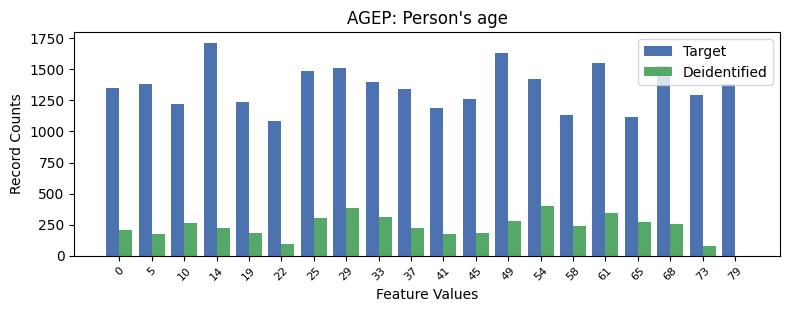 AGEP: Person's age
Record Counts
1750
1500
1250
1000
750
500
250
0
Target
Deidentified
0 5 10 14 19 22 25 29 33 37 41 45 49 54 58 61 65 68 73 79
Feature Values